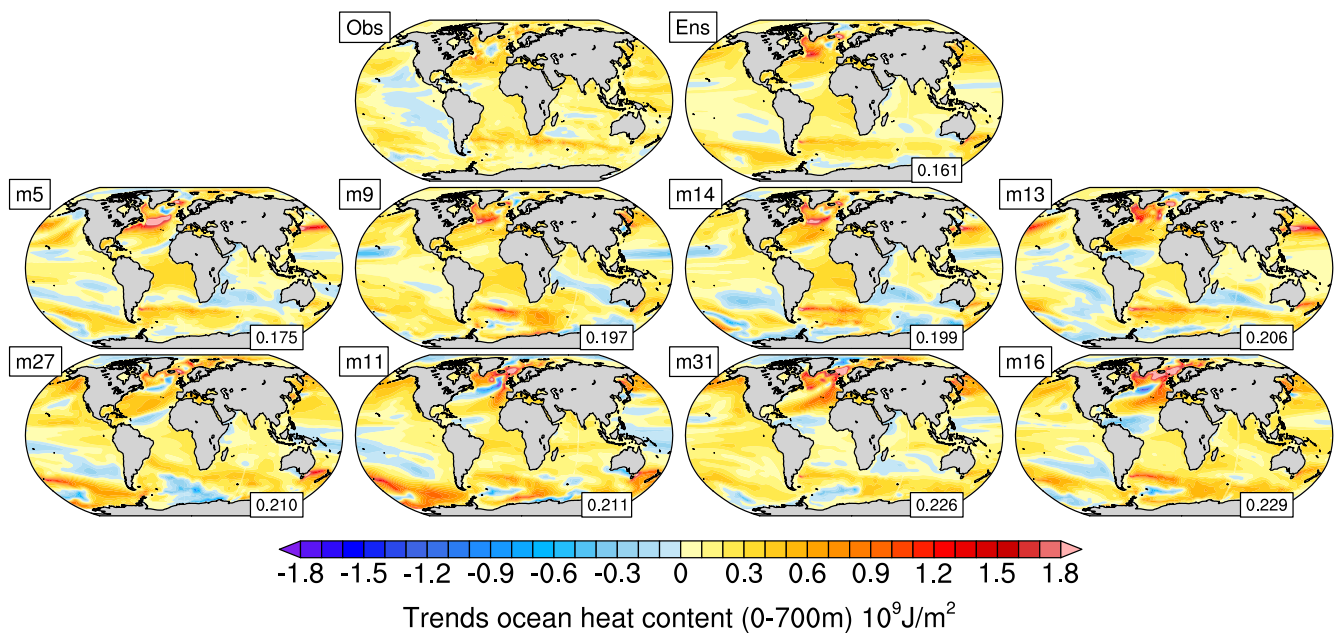 Obs
Ens
0.161
m5
m9
m14
m13
0.175
0.197
0.199
0.206
m27
m11
m31
m16
0.210
0.211
0.226
0.229
-1.8 -1.5 -1.2 -0.9 -0.6 -0.3 0 0.3 0.6 0.9 1.2 1.5 1.8
Trends ocean heat content (0-700m) 10⁹J/m²